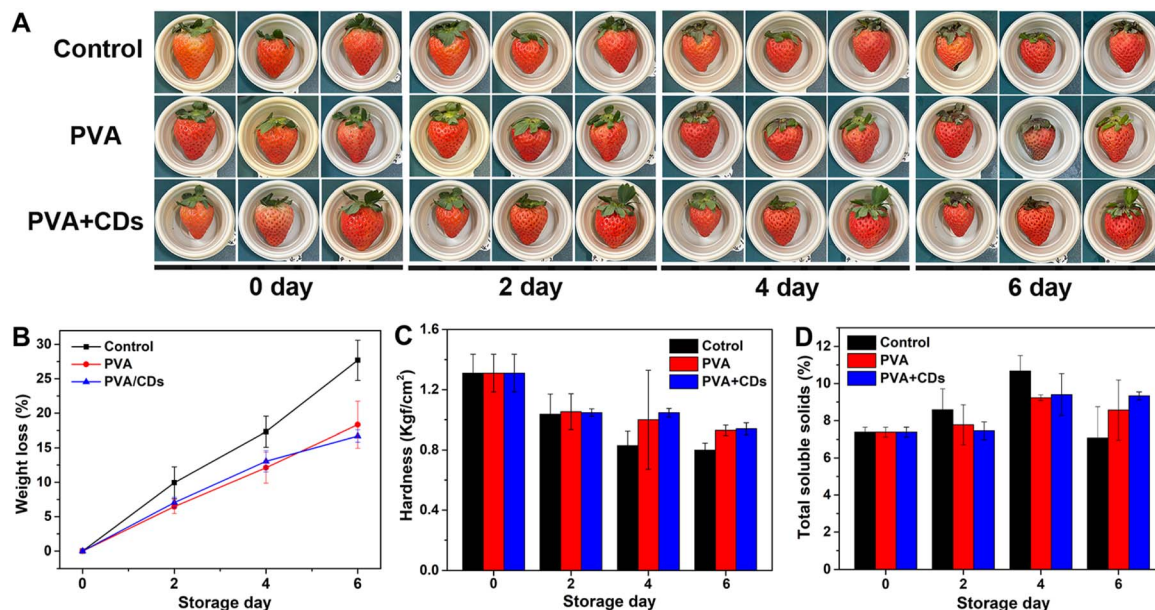 A
Control
PVA
PVA+CDs
0 day
2 day
4 day
6 day
B
Control
PVA
PVA/CDs
30
25
20
15
10
5
0
Weight loss (%)
0 2 4 6
Storage day
C
Cotrol
PVA
PVA+CDs
1.6
1.2
0.8
0.4
0.0
Hardness (Kgf/cm²)
0 2 4 6
Storage day
D
Control
PVA
PVA+CDs
12
10
8
6
4
2
0
Total soluble solids (%)
0 2 4 6
Storage day